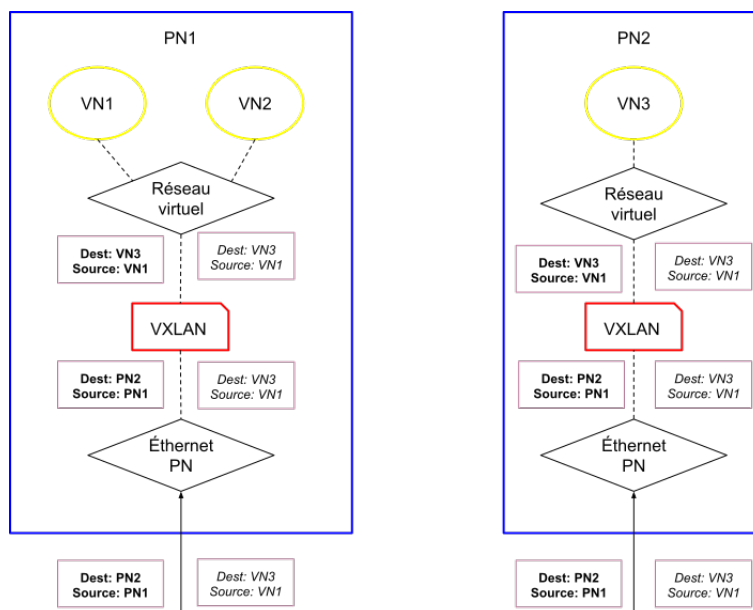 PN1
VN1
VN2
Réseau
virtuel
Dest: VN3
Source: VN1
Dest: VN3
Source: VN1
VXLAN
Dest: PN2
Source: PN1
Dest: VN3
Source: VN1
Éthernet
PN
Dest: PN2
Source: PN1
Dest: VN3
Source: VN1
PN2
VN3
Réseau
virtuel
Dest: VN3
Source: VN1
Dest: VN3
Source: VN1
VXLAN
Dest: PN2
Source: PN1
Dest: VN3
Source: VN1
Éthernet
PN
Dest: PN2
Source: PN1
Dest: VN3
Source: VN1